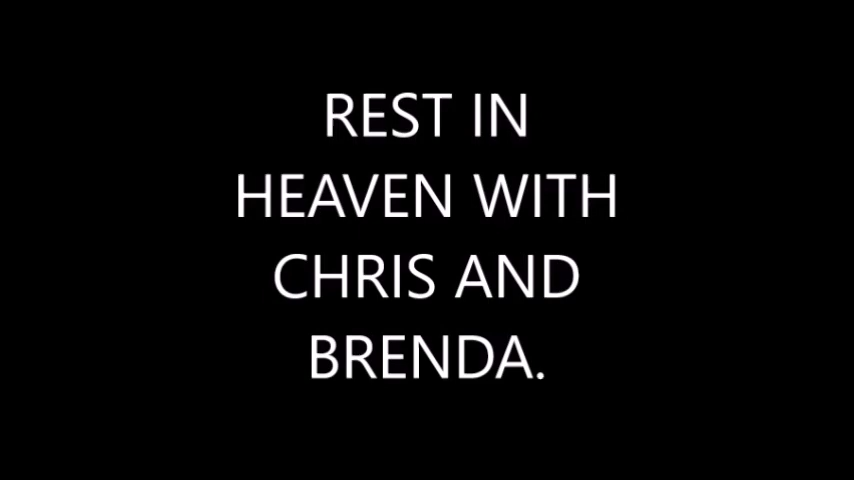 REST IN
HEAVEN WITH
CHRIS AND
BRENDA.